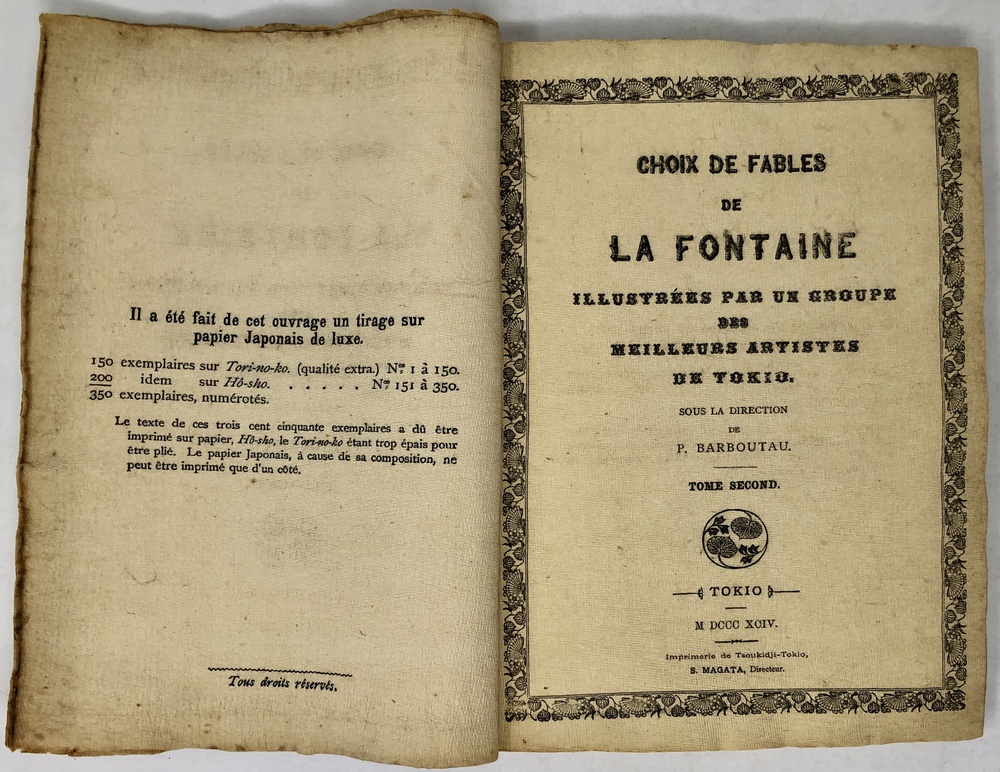 Il a été fait de cet ouvrage un tirage sur
papier Japonais de luxe.
150 exemplaires sur Tori-no-ko. (qualité extra.) Nos. 1 à 150.
200 idem sur Hô-sho. . . . . . Nos. 151 à 350.
350 exemplaires, numérotés.
Le texte de ces trois cent cinquante exemplaires a dû être
imprimé sur papier, Hô-sho, le Tori-no-ko étant trop épais pour
être plié. Le papier Japonais, à cause de sa composition, ne
peut être imprimé que d'un côté.
Tous droits réservés.
CHOIX DE FABLES
DE
LA FONTAINE
ILLUSTRÉES PAR UN GROUPE
DES
MEILLEURS ARTISTES
DE TOKIO.
SOUS LA DIRECTION
DE
P. BARBOUTAU.
TOME SECOND.
TOKIO
M DCCC XCIV.
Imprimerie de Tsoukidji-Tokio,
S. MAGATA, Directeur.